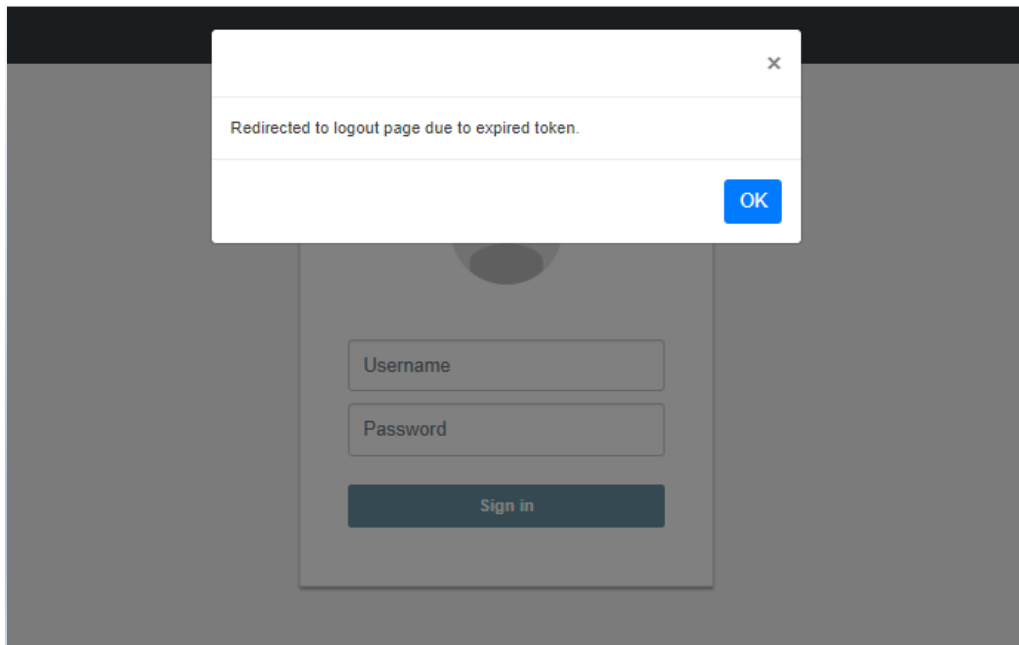 ×
Redirected to logout page due to expired token.
OK
Username
Password
Sign in